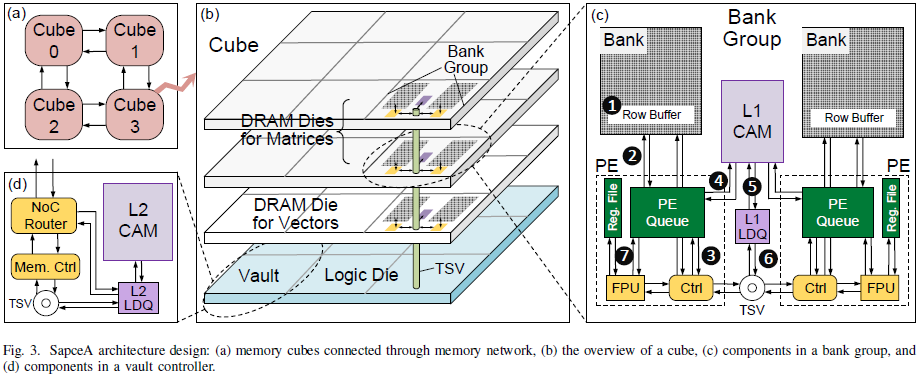 (a)
Cube
0
Cube
1
Cube
2
Cube
3
(b)
Cube
Bank
Group
DRAM Dies
for Matrices
DRAM Die
for Vectors
Vault
Logic Die
TSV
(c)
Bank
Group
Bank
Row Buffer
Bank
Row Buffer
L1
CAM
PE
PE
Reg. File
PE
Queue
L1
LDQ
PE
Queue
Reg. File
FPU
Ctrl
TSV
Ctrl
FPU
1
2
3
4
5
6
7
(d)
NoC
Router
L2
CAM
Mem. Ctrl
TSV
L2
LDQ
Fig. 3. SapceA architecture design: (a) memory cubes connected through memory network, (b) the overview of a cube, (c) components in a bank group, and
(d) components in a vault controller.